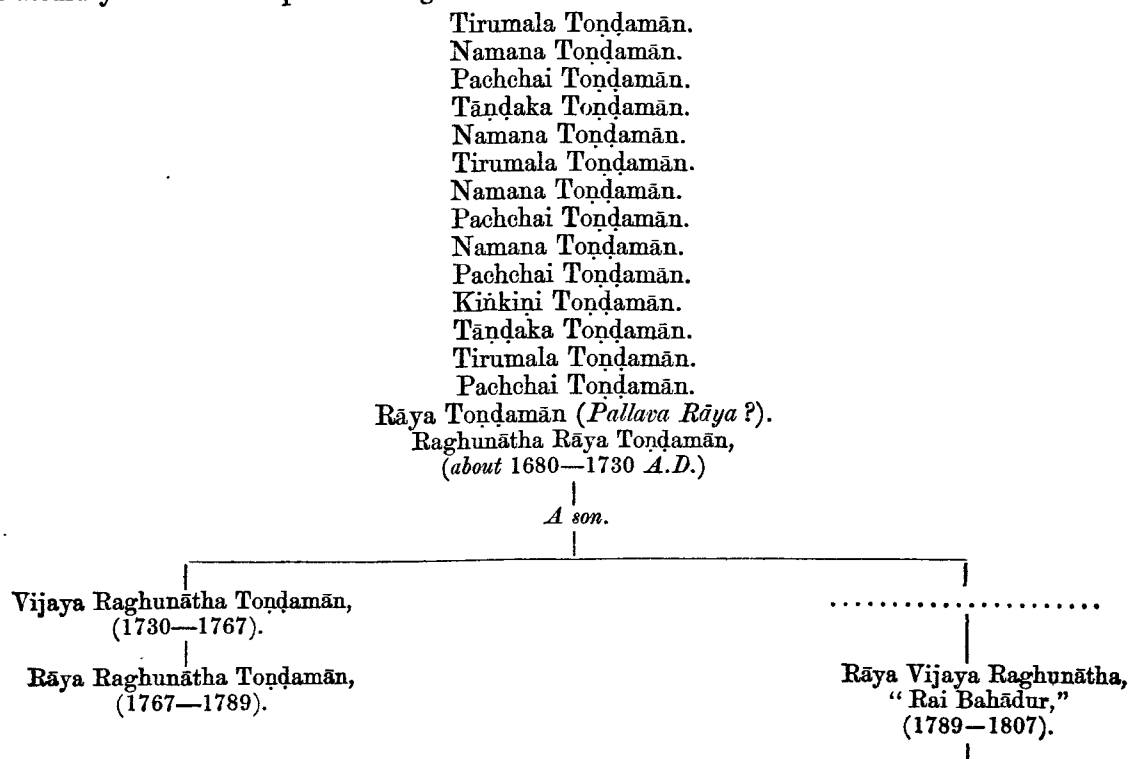 Tirumala Toṇḍamān.
Namana Toṇḍamān.
Pachchai Toṇḍamān.
Tāṇḍaka Toṇḍamān.
Namana Toṇḍamān.
Tirumala Toṇḍamān.
Namana Toṇḍamān.
Pachchai Toṇḍamān.
Namana Toṇḍamān.
Pachchai Toṇḍamān.
Kiṅkiṇi Toṇḍamān.
Tāṇḍaka Toṇḍamān.
Tirumala Toṇḍamān.
Pachchai Toṇḍamān.
Rāya Toṇḍamān (Pallava Rāya ?).
Raghunātha Rāya Toṇḍamān,
(about 1680—1730 A.D.)
A son.
Vijaya Raghunātha Toṇḍamān,
(1730—1767).
Rāya Raghunātha Toṇḍamān,
(1767—1789).
......................
Rāya Vijaya Raghunātha,
“ Rai Bahādur,”
(1789—1807).